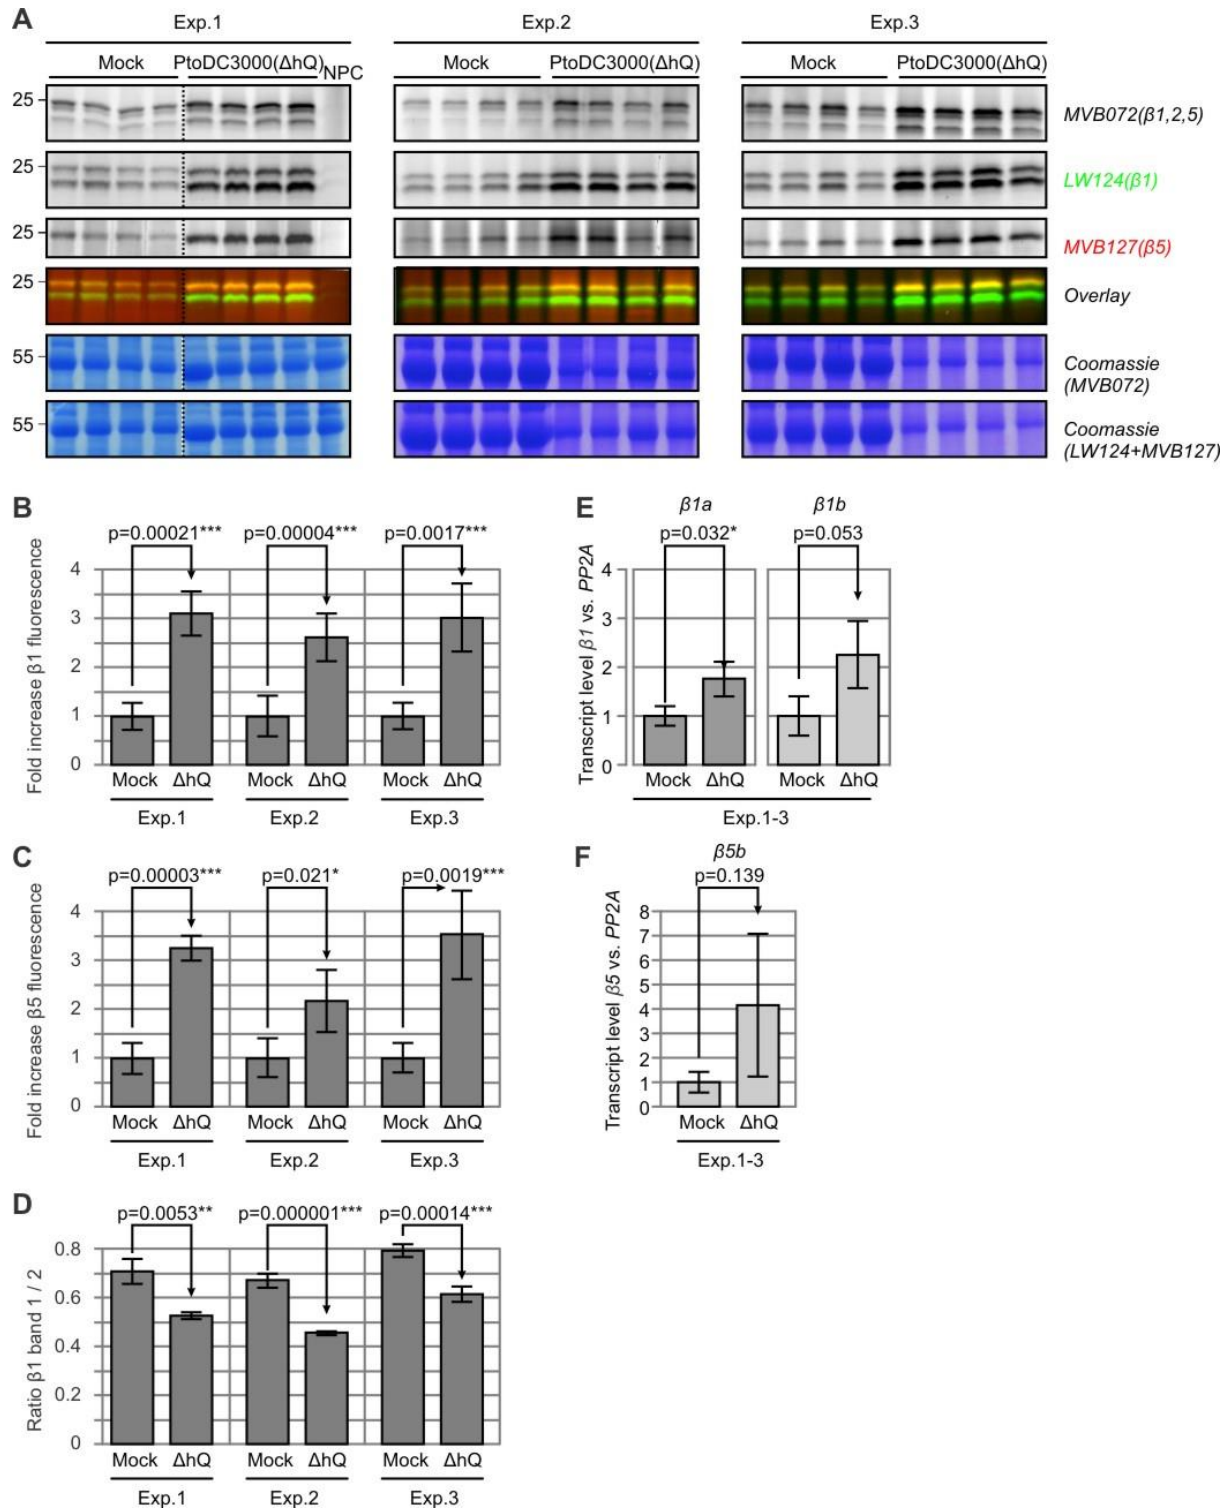 A
Exp.1 Exp.2 Exp.3
Mock PtoDC3000(ΔhQ) NPC Mock PtoDC3000(ΔhQ) Mock PtoDC3000(ΔhQ)
25 MVB072(β1,2,5)
25 LW124(β1)
25 MVB127(β5)
25 Overlay
55 Coomassie
(MVB072)
55 Coomassie
(LW124+MVB127)
B
p=0.00021*** p=0.00004*** p=0.0017***
Fold increase β1 fluorescence
4
3
2
1
0
Mock ΔhQ Mock ΔhQ Mock ΔhQ
Exp.1 Exp.2 Exp.3
E
β1a β1b
p=0.032* p=0.053
Transcript level β1 vs. PP2A
4
3
2
1
0
Mock ΔhQ Mock ΔhQ
Exp.1-3
C
p=0.00003*** p=0.021* p=0.0019***
Fold increase β5 fluorescence
4
3
2
1
0
Mock ΔhQ Mock ΔhQ Mock ΔhQ
Exp.1 Exp.2 Exp.3
F
β5b
p=0.139
Transcript level β5 vs. PP2A
8
7
6
5
4
3
2
1
0
Mock ΔhQ
Exp.1-3
D
p=0.0053** p=0.000001*** p=0.00014***
Ratio β1 band 1 / 2
0.8
0.6
0.4
0.2
0
Mock ΔhQ Mock ΔhQ Mock ΔhQ
Exp.1 Exp.2 Exp.3